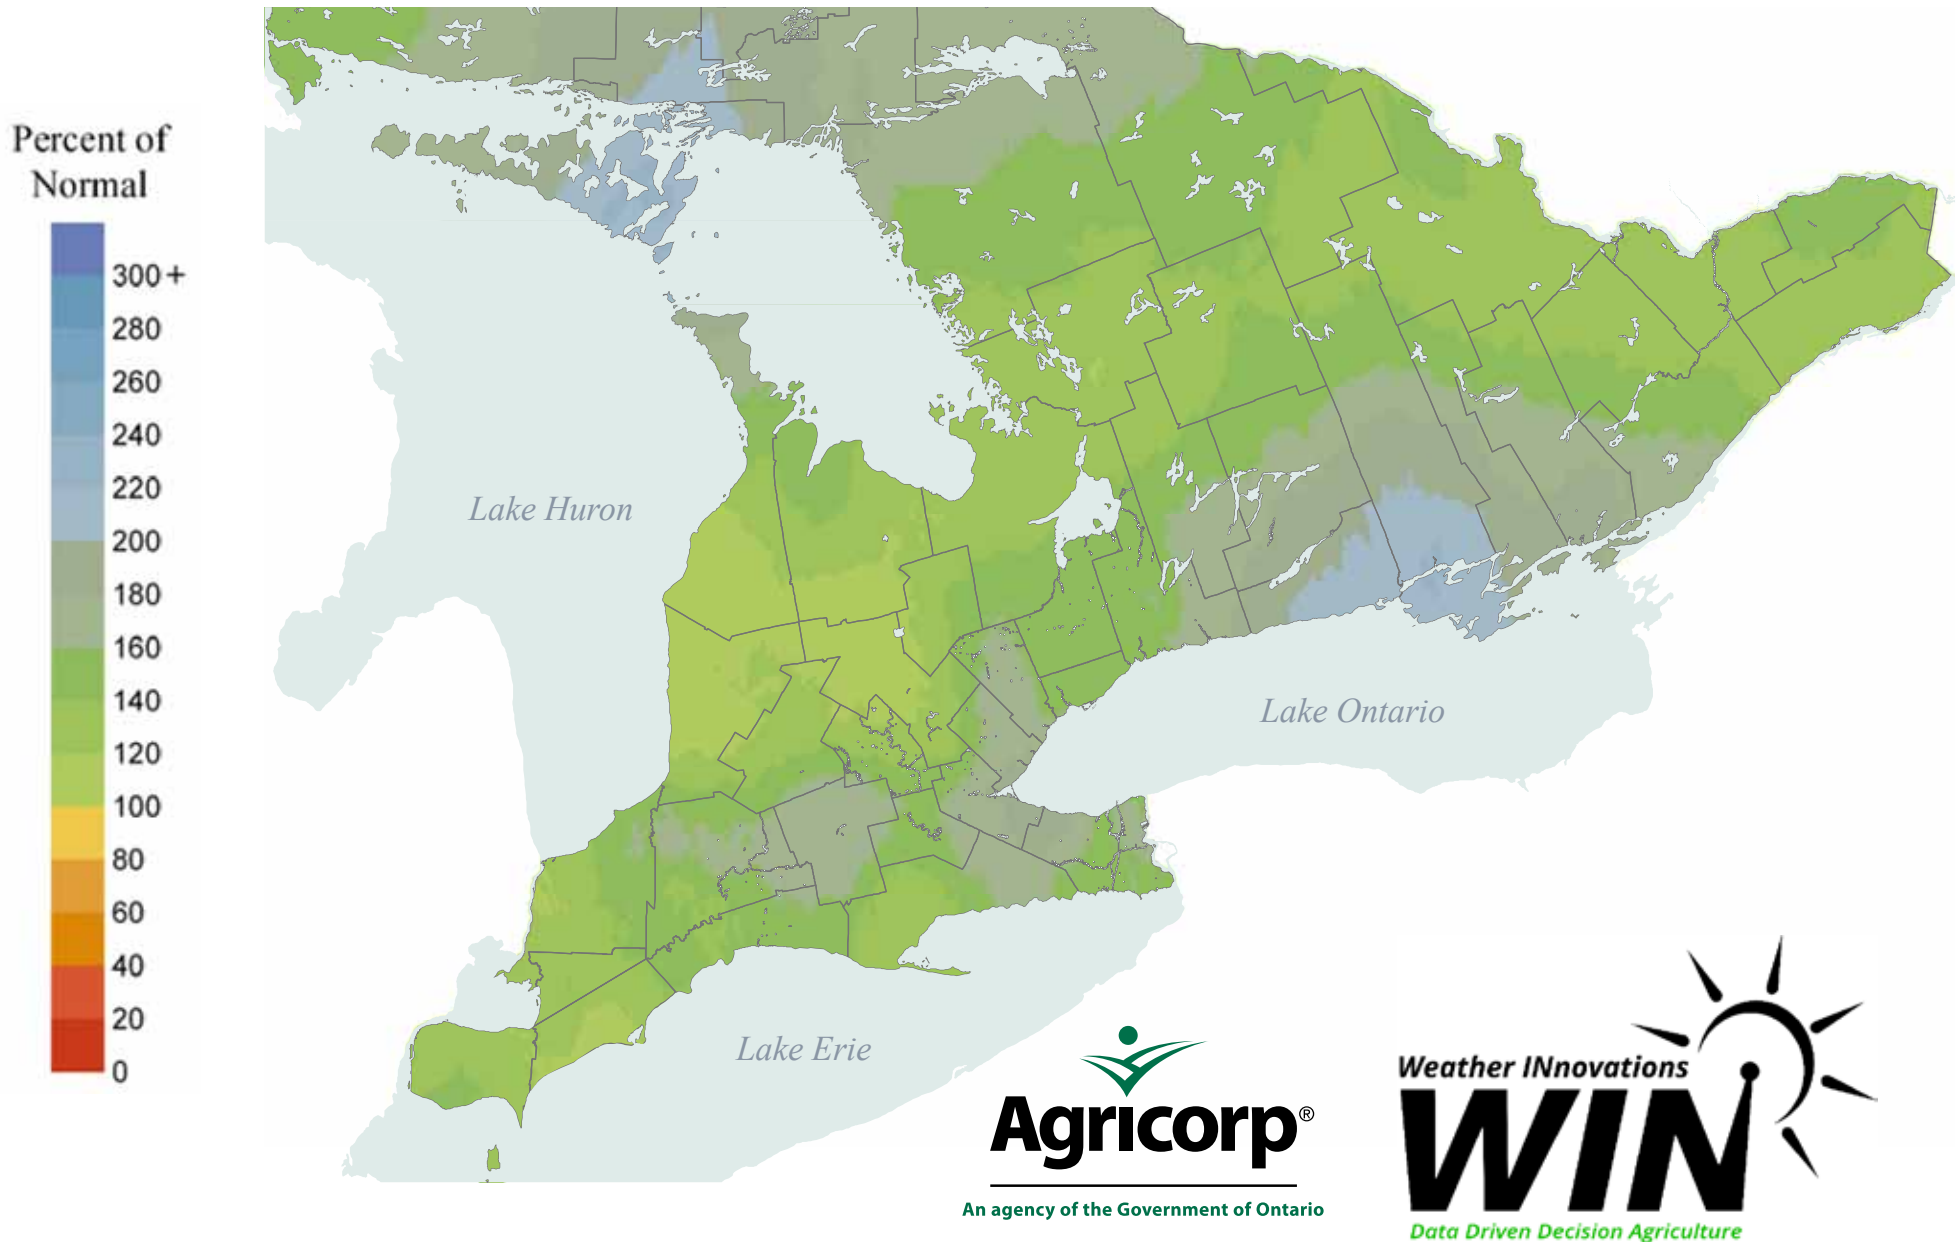 Percent of
Normal
300+
280
260
240
220
200
180
160
140
120
100
80
60
40
20
0
Lake Huron
Lake Ontario
Lake Erie
Agricorp®
An agency of the Government of Ontario
Weather INnovations
WIN
Data Driven Decision Agriculture